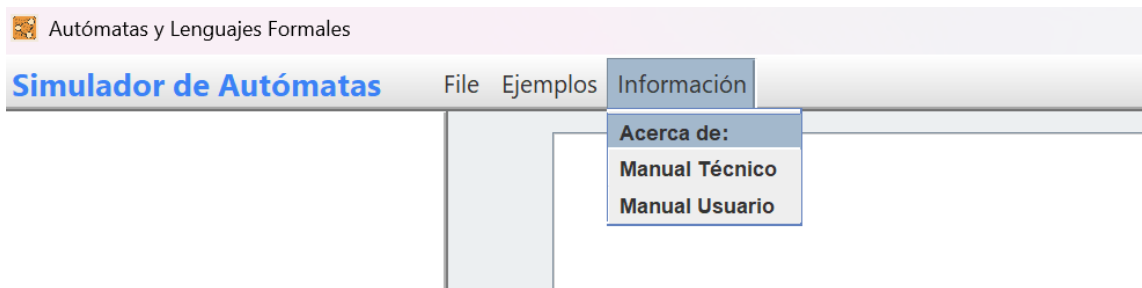 Autómatas y Lenguajes Formales
Simulador de Autómatas File Ejemplos Información
Acerca de:
Manual Técnico
Manual Usuario